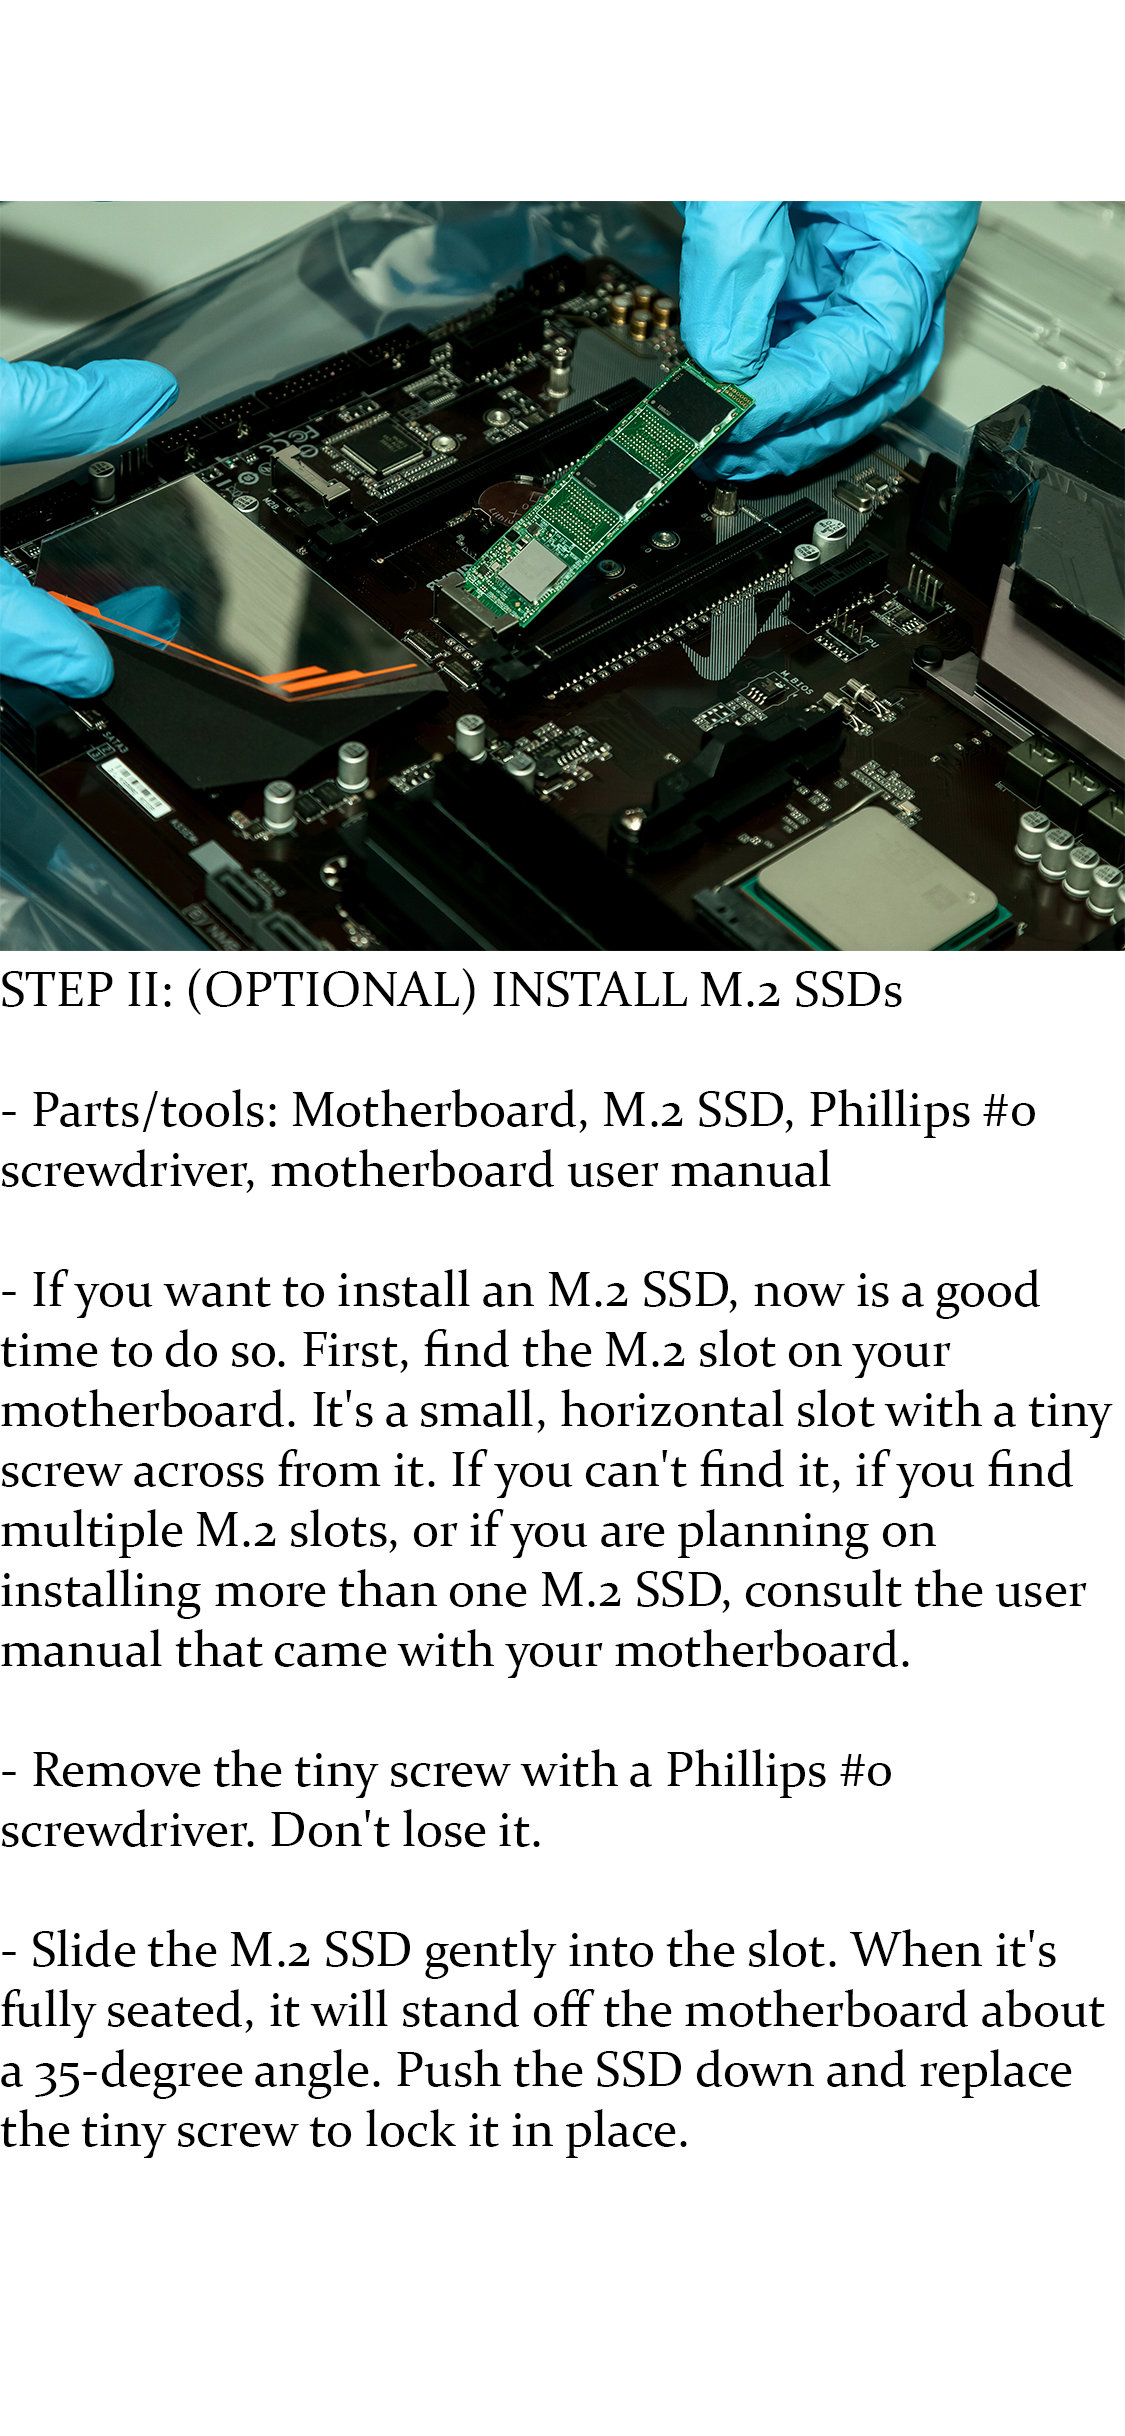 M BIOS
CPU
SATA3
STEP II: (OPTIONAL) INSTALL M.2 SSDs
- Parts/tools: Motherboard, M.2 SSD, Phillips #0
screwdriver, motherboard user manual
- If you want to install an M.2 SSD, now is a good
time to do so. First, find the M.2 slot on your
motherboard. It's a small, horizontal slot with a tiny
screw across from it. If you can't find it, if you find
multiple M.2 slots, or if you are planning on
installing more than one M.2 SSD, consult the user
manual that came with your motherboard.
- Remove the tiny screw with a Phillips #0
screwdriver. Don't lose it.
- Slide the M.2 SSD gently into the slot. When it's
fully seated, it will stand off the motherboard about
a 35-degree angle. Push the SSD down and replace
the tiny screw to lock it in place.